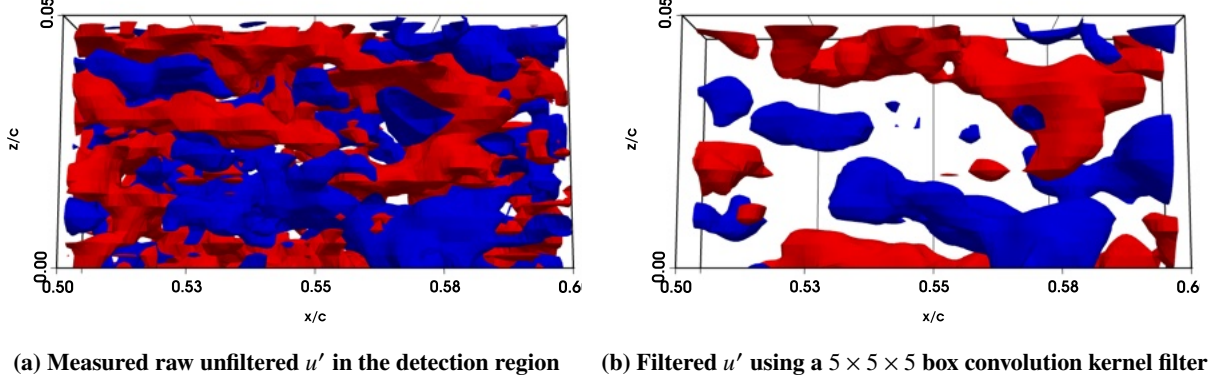 0.05
z/c
0.00
0.50
0.53
0.55
0.58
0.6
x/c
0.05
z/c
0.00
0.50
0.53
0.55
0.58
0.6
x/c
(a) Measured raw unfiltered u′ in the detection region
(b) Filtered u′ using a 5 × 5 × 5 box convolution kernel filter